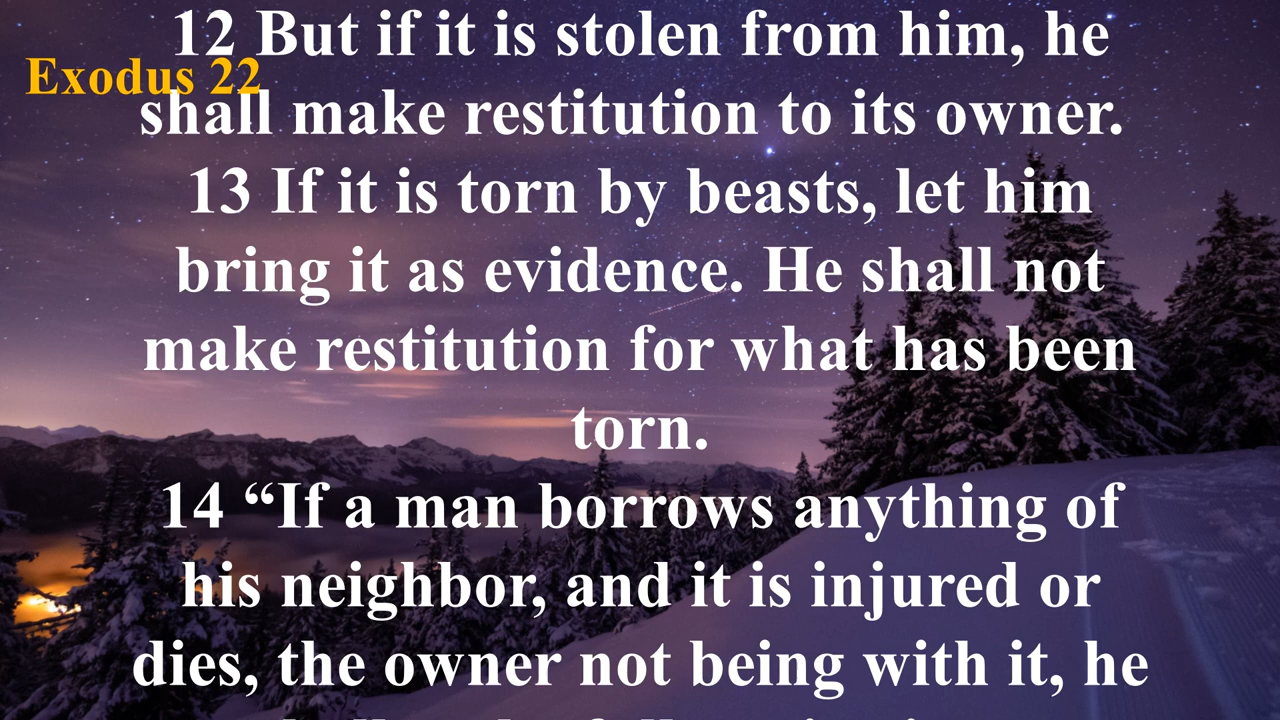 12 But if it is stolen from him, he
Exodus 22
shall make restitution to its owner.
13 If it is torn by beasts, let him
bring it as evidence. He shall not
make restitution for what has been
torn.
14 “If a man borrows anything of
his neighbor, and it is injured or
dies, the owner not being with it, he